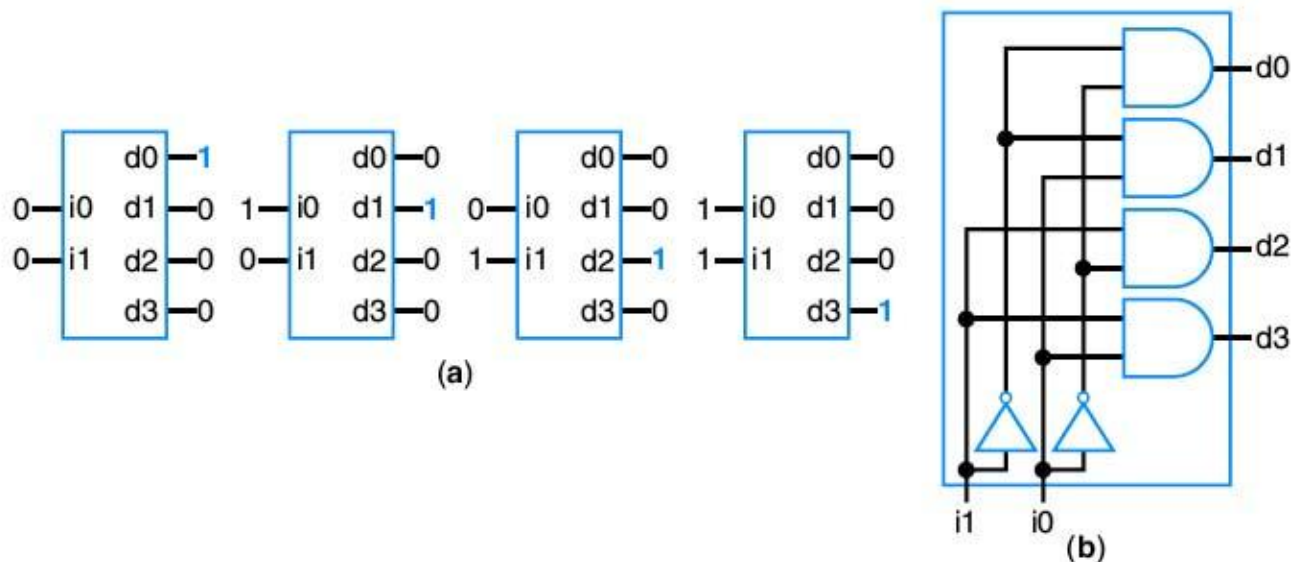 d0 1 d0 0 d0 0 d0 0
0 i0 d1 0 1 i0 d1 1 0 i0 d1 0 1 i0 d1 0
0 i1 d2 0 0 i1 d2 0 1 i1 d2 1 1 i1 d2 0
d3 0 d3 0 d3 0 d3 1
(a)
d0
d1
d2
d3
i1 i0
(b)